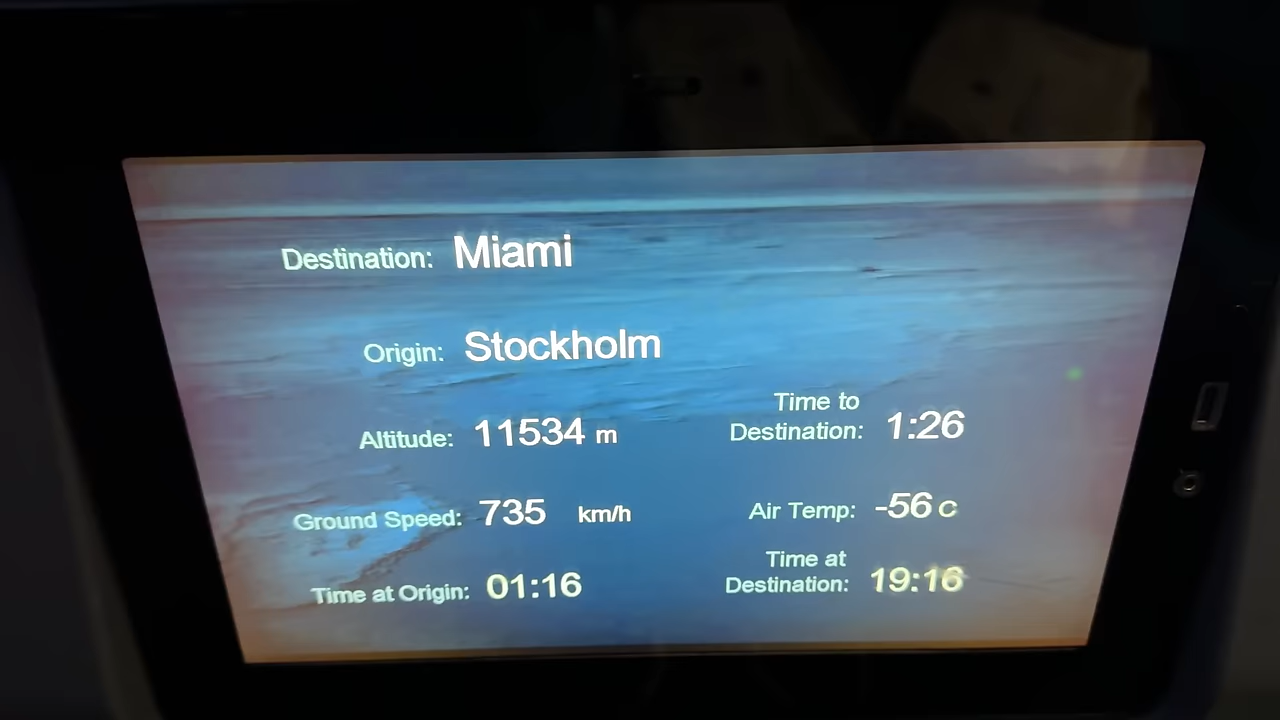 Destination: Miami
Origin: Stockholm
Altitude: 11534 m
Time to
Destination: 1:26
Ground Speed: 735 km/h
Air Temp: -56 c
Time at Origin: 01:16
Time at
Destination: 19:16